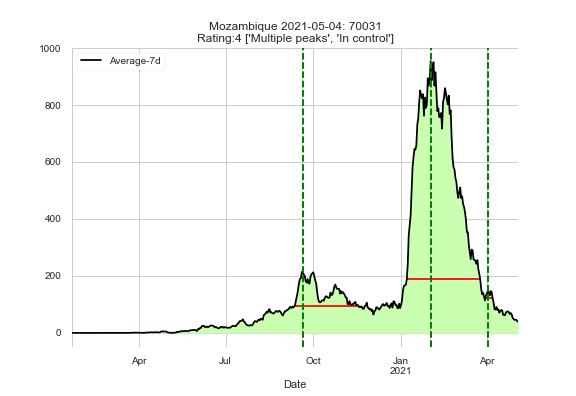 Mozambique 2021-05-04: 70031
Rating:4 ['Multiple peaks', 'In control']
Average-7d
1000
800
600
400
200
0
Apr
Jul
Oct
Jan
2021
Apr
Date